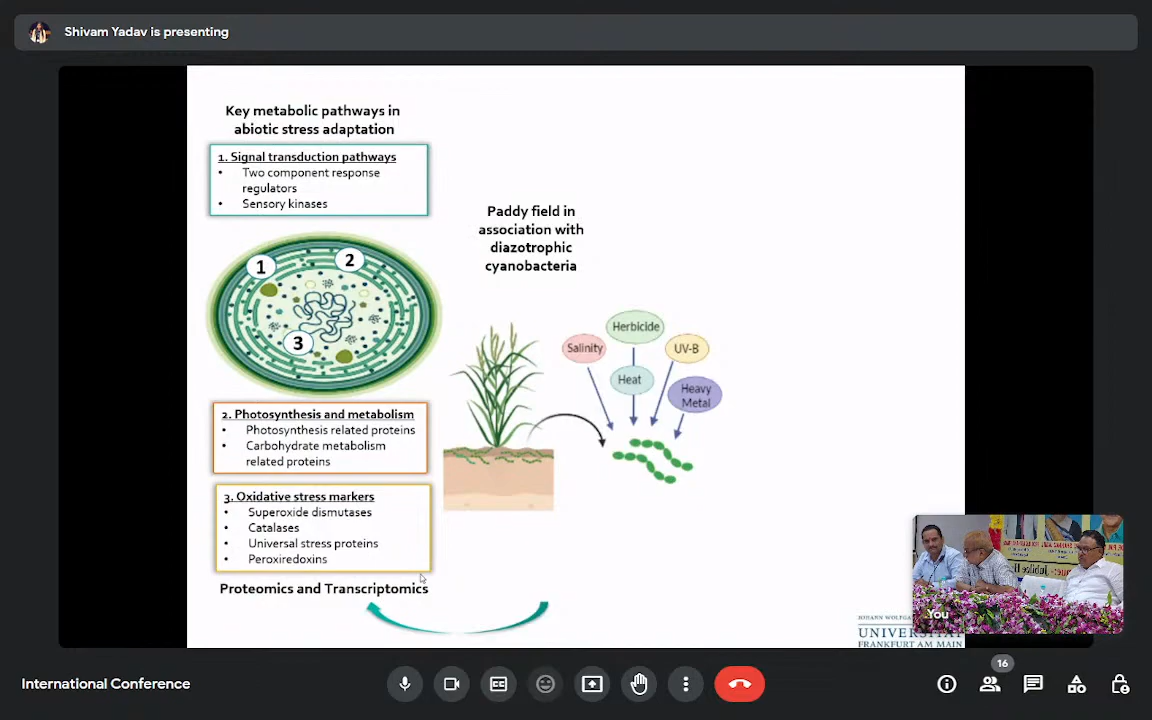 Shivam Yadav is presenting
Key metabolic pathways in
abiotic stress adaptation
1. Signal transduction pathways
• Two component response
regulators
• Sensory kinases
1
2
3
2. Photosynthesis and metabolism
• Photosynthesis related proteins
• Carbohydrate metabolism
related proteins
3. Oxidative stress markers
• Superoxide dismutases
• Catalases
• Universal stress proteins
• Peroxiredoxins
Proteomics and Transcriptomics
Paddy field in
association with
diazotrophic
cyanobacteria
Herbicide
Salinity
UV-B
Heat
Heavy
Metal
You
JOHANN WOLFG
UNIVERSITÄT
FRANKFURT AM MAIN
International Conference
16